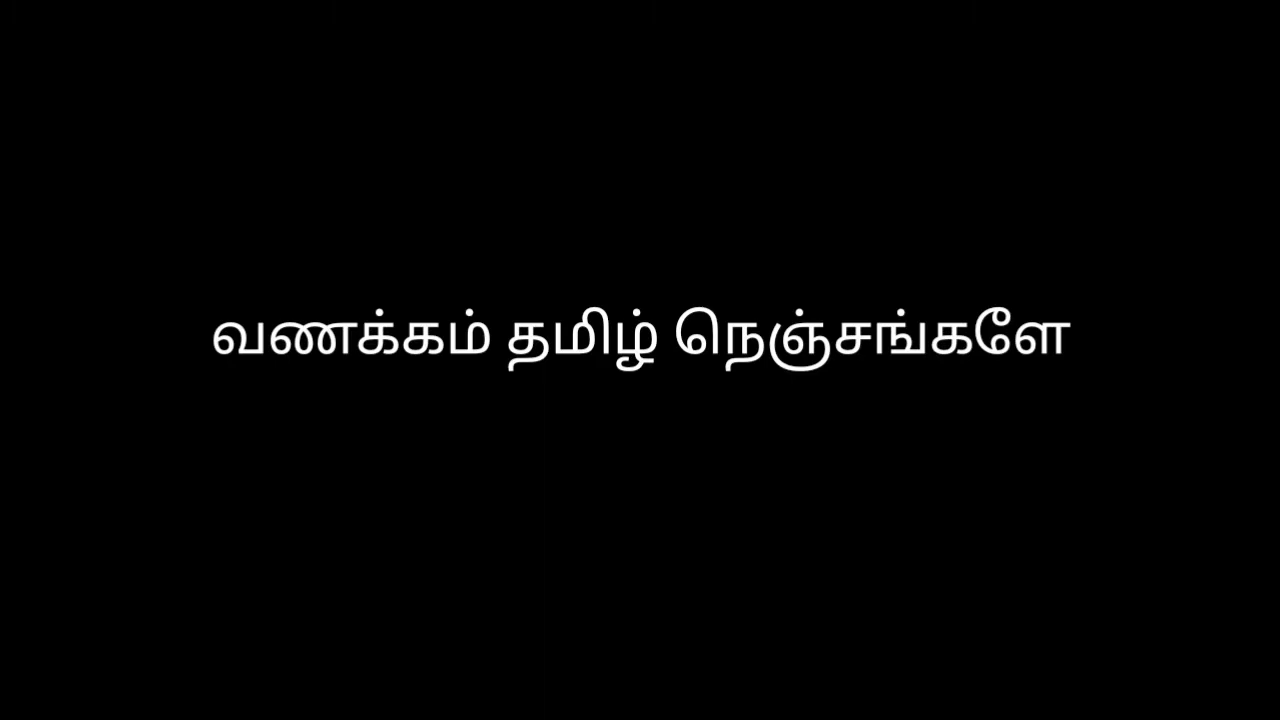 வணக்கம் தமிழ் நெஞ்சங்களே